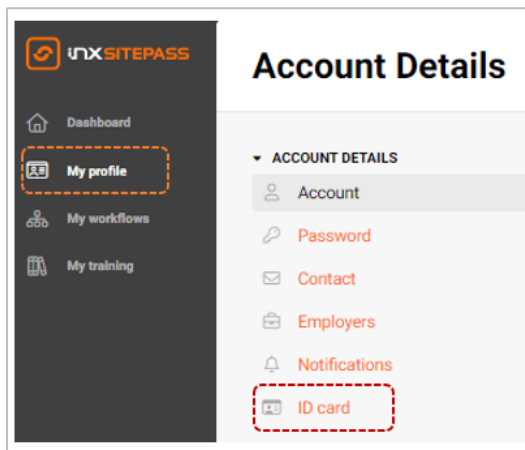 inxSITEPASS
Dashboard
My profile
My workflows
My training
Account Details
ACCOUNT DETAILS
Account
Password
Contact
Employers
Notifications
ID card